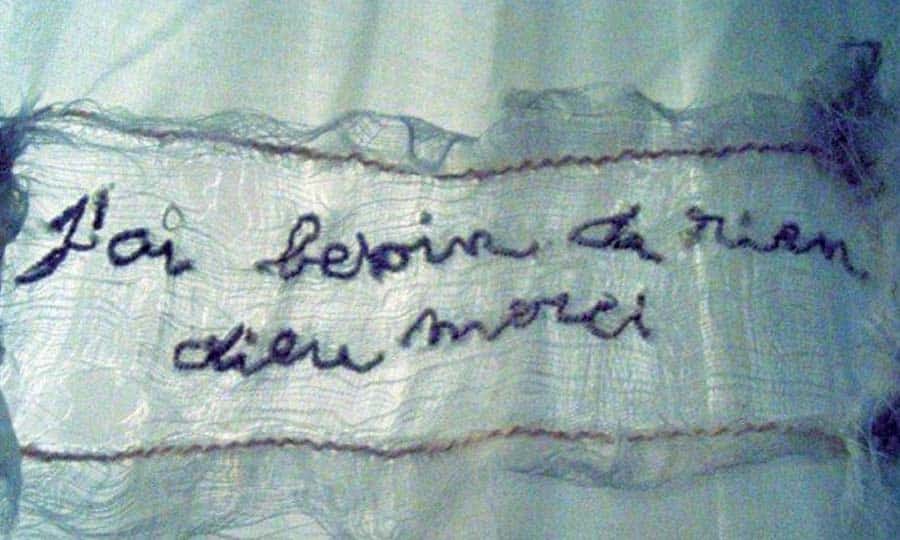 J'ai besoin de rien
dieu merci